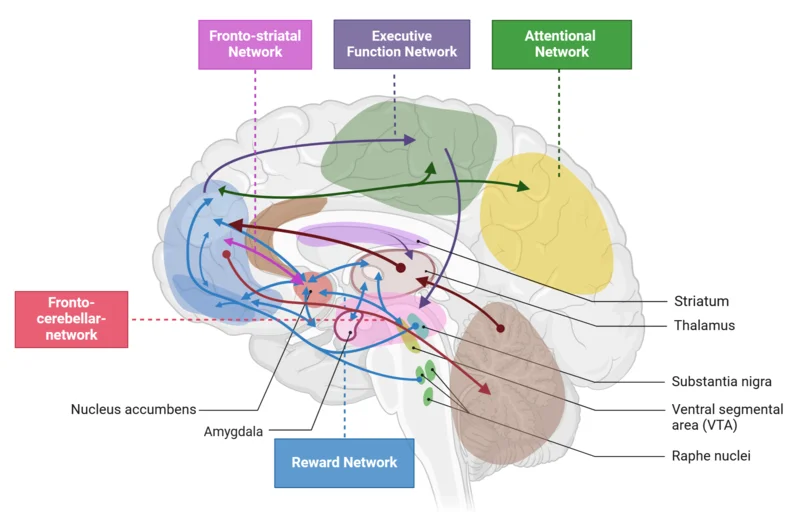 Fronto-striatal
Network
Executive
Function Network
Attentional
Network
Fronto-
cerebellar-
network
Striatum
Thalamus
Substantia nigra
Ventral segmental
area (VTA)
Raphe nuclei
Nucleus accumbens
Amygdala
Reward Network